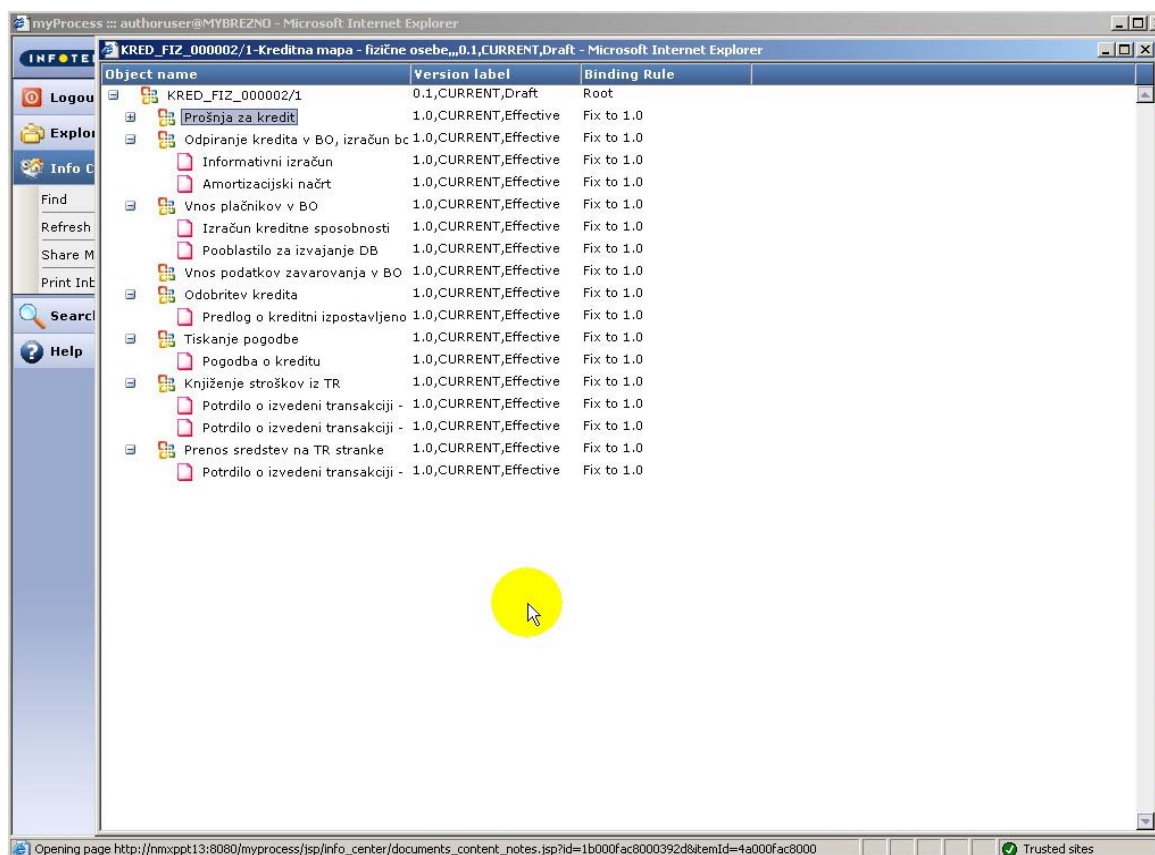 myProcess ::: authoruser@MYBREZNO - Microsoft Internet Explorer
KRED_FIZ_000002/1-Kreditna mapa - fizične osebe,,,0.1,CURRENT,Draft - Microsoft Internet Explorer
INFOTE
Logou
Explo
Info C
Find
Refresh
Share M
Print Inb
Searc
Help
Object name Version label Binding Rule
KRED_FIZ_000002/1 0.1,CURRENT,Draft Root
Prošnja za kredit 1.0,CURRENT,Effective Fix to 1.0
Odpiranje kredita v BO, izračun bc 1.0,CURRENT,Effective Fix to 1.0
Informativni izračun 1.0,CURRENT,Effective Fix to 1.0
Amortizacijski načrt 1.0,CURRENT,Effective Fix to 1.0
Vnos plačnikov v BO 1.0,CURRENT,Effective Fix to 1.0
Izračun kreditne sposobnosti 1.0,CURRENT,Effective Fix to 1.0
Pooblastilo za izvajanje DB 1.0,CURRENT,Effective Fix to 1.0
Vnos podatkov zavarovanja v BO 1.0,CURRENT,Effective Fix to 1.0
Odobritev kredita 1.0,CURRENT,Effective Fix to 1.0
Predlog o kreditni izpostavljeno 1.0,CURRENT,Effective Fix to 1.0
Tiskanje pogodbe 1.0,CURRENT,Effective Fix to 1.0
Pogodba o kreditu 1.0,CURRENT,Effective Fix to 1.0
Knjiženje stroškov iz TR 1.0,CURRENT,Effective Fix to 1.0
Potrdilo o izvedeni transakciji - 1.0,CURRENT,Effective Fix to 1.0
Potrdilo o izvedeni transakciji - 1.0,CURRENT,Effective Fix to 1.0
Prenos sredstev na TR stranke 1.0,CURRENT,Effective Fix to 1.0
Potrdilo o izvedeni transakciji - 1.0,CURRENT,Effective Fix to 1.0
Opening page http://nmxppt13:8080/myprocess/jsp/info_center/documents_content_notes.jsp?id=1b000fac8000392d&itemId=4a000fac8000 Trusted sites